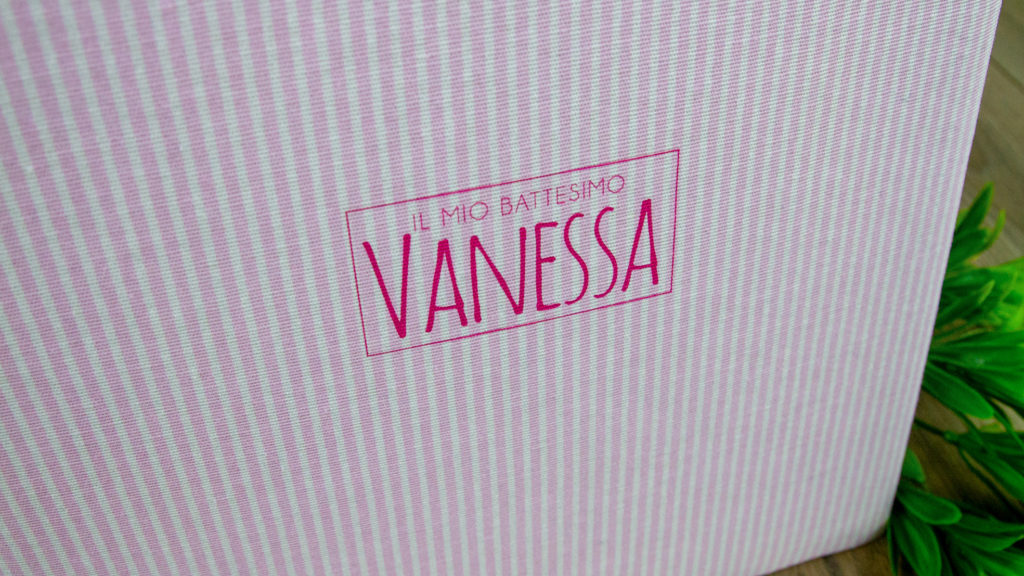 IL MIO BATTESIMO
VANESSA